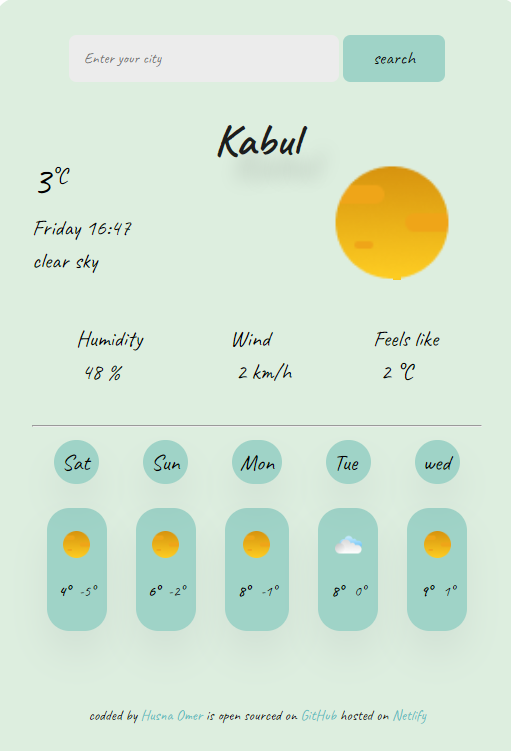 Enter your city search
Kabul
3°C
Friday 16:47
clear sky
Humidity Wind Feels like
48 % 2 km/h 2 °C
Sat Sun Mon Tue wed
4° -5° 6° -2° 8° -1° 8° 0° 9° 1°
codded by Husna Omer is open sourced on GitHub hosted on Netlify